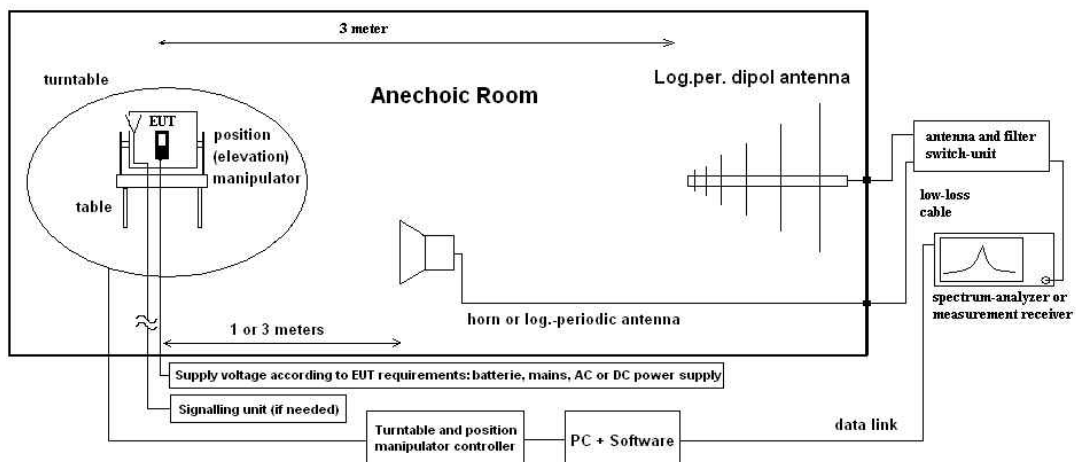 3 meter
turntable
Log.per. dipol antenna
Anechoic Room
EUT
position
(elevation)
manipulator
table
antenna and filter
switch-unit
low-loss
cable
spectrum-analyzer or
measurement receiver
horn or log.-periodic antenna
1 or 3 meters
Supply voltage according to EUT requirements: batterie, mains, AC or DC power supply
Signalling unit (if needed)
Turntable and position
manipulator controller
PC + Software
data link